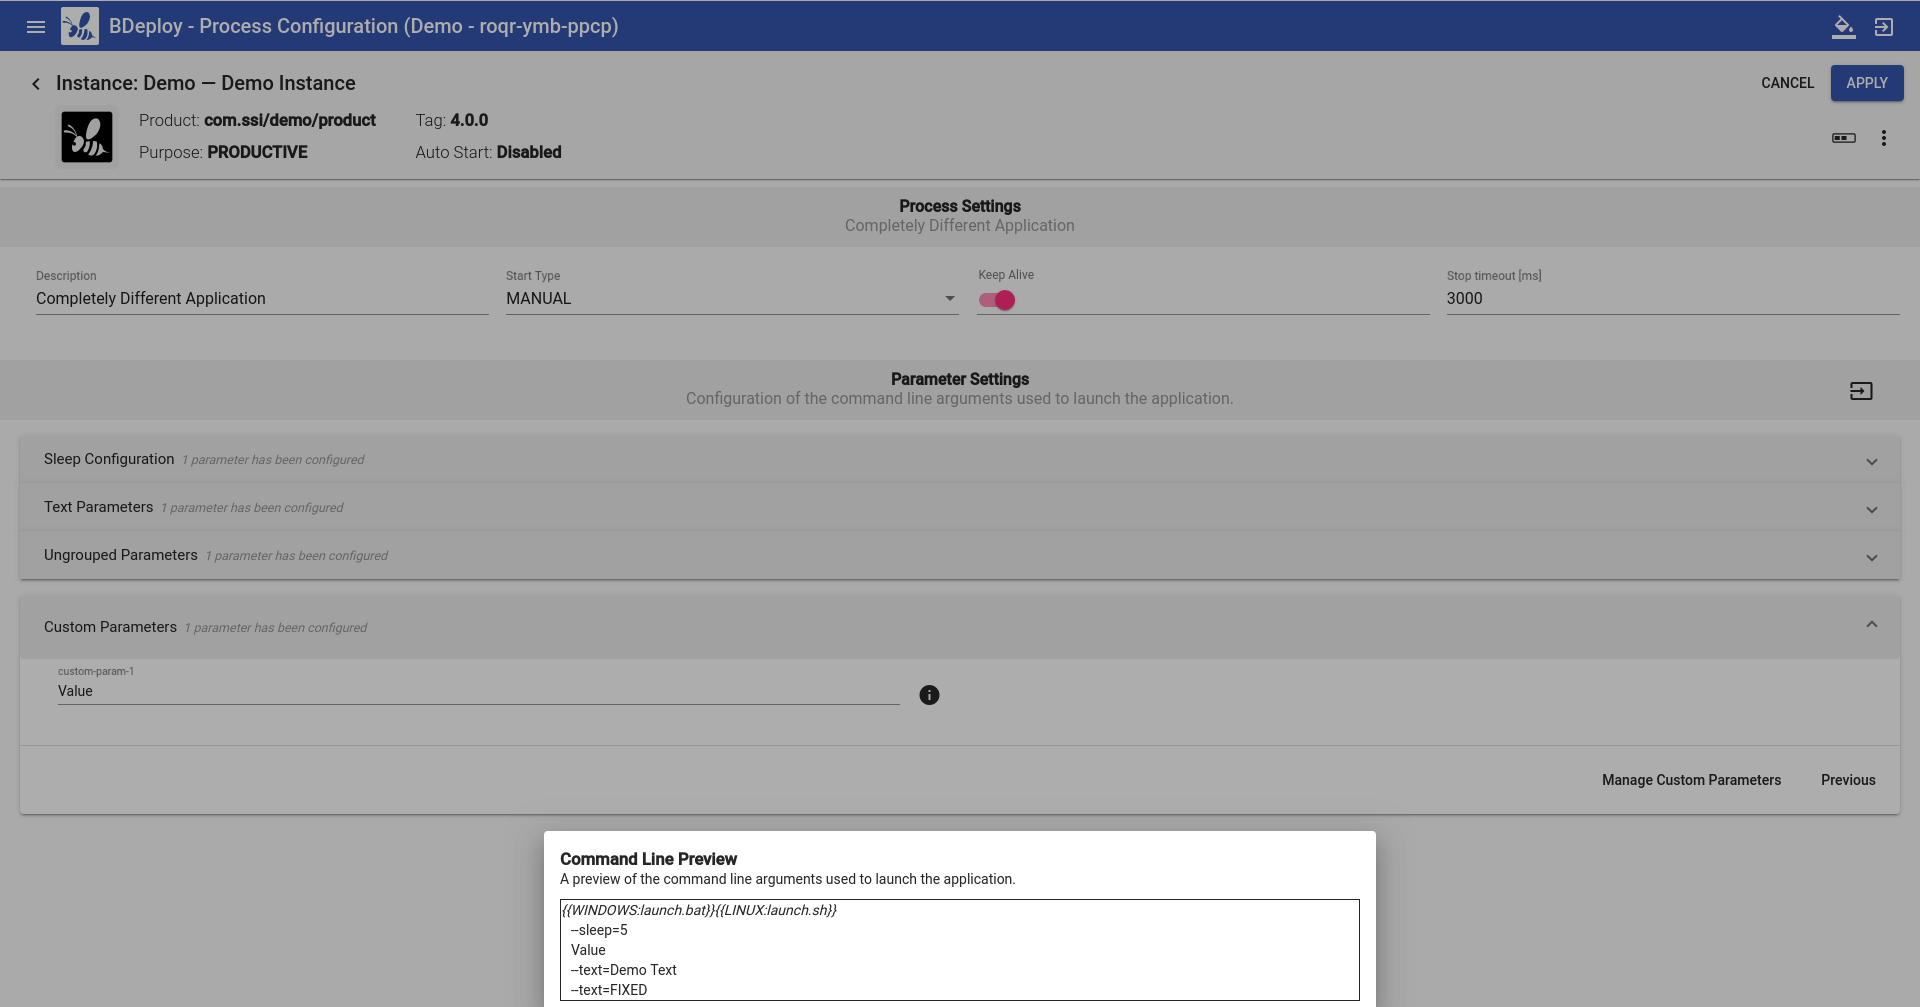 BDeploy - Process Configuration (Demo - roqr-ymb-ppcp)
Instance: Demo — Demo Instance
CANCEL
APPLY
Product: com.ssi/demo/product
Tag: 4.0.0
Purpose: PRODUCTIVE
Auto Start: Disabled
Process Settings
Completely Different Application
Description
Start Type
Keep Alive
Stop timeout [ms]
Completely Different Application
MANUAL
3000
Parameter Settings
Configuration of the command line arguments used to launch the application.
Sleep Configuration 1 parameter has been configured
Text Parameters 1 parameter has been configured
Ungrouped Parameters 1 parameter has been configured
Custom Parameters 1 parameter has been configured
custom-param-1
Value
Manage Custom Parameters
Previous
Command Line Preview
A preview of the command line arguments used to launch the application.
{{WINDOWS:launch.bat}}{{LINUX:launch.sh}}
--sleep=5
Value
--text=Demo Text
--text=FIXED